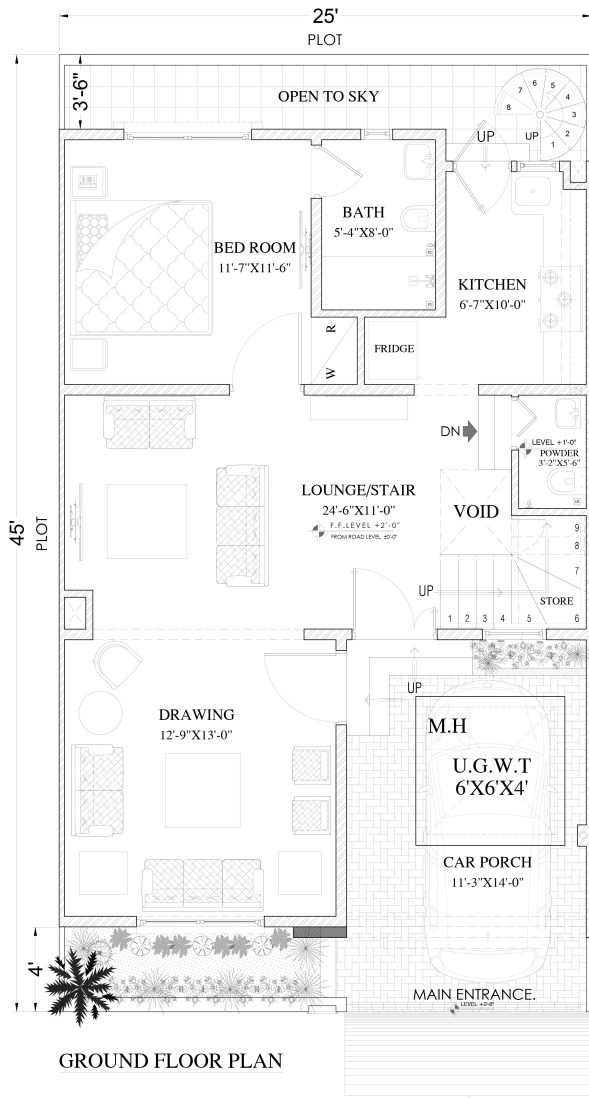 25'
PLOT
3'-6"
OPEN TO SKY
1
2
3
4
5
6
7
8
UP
UP
BATH
5'-4"X8'-0"
BED ROOM
11'-7"X11'-6"
KITCHEN
6'-7"X10'-0"
W R
FRIDGE
DN
LEVEL +1'-0"
POWDER
3'-2"X5'-6"
45'
PLOT
LOUNGE/STAIR
24'-6"X11'-0"
F.F.LEVEL +2'-0"
FROM ROAD LEVEL ±0'-0"
VOID
9
8
7
UP
STORE
1 2 3 4 5 6
UP
DRAWING
12'-9"X13'-0"
M.H
U.G.W.T
6'X6'X4'
CAR PORCH
11'-3"X14'-0"
4'
MAIN ENTRANCE.
LEVEL +0'-6"
GROUND FLOOR PLAN